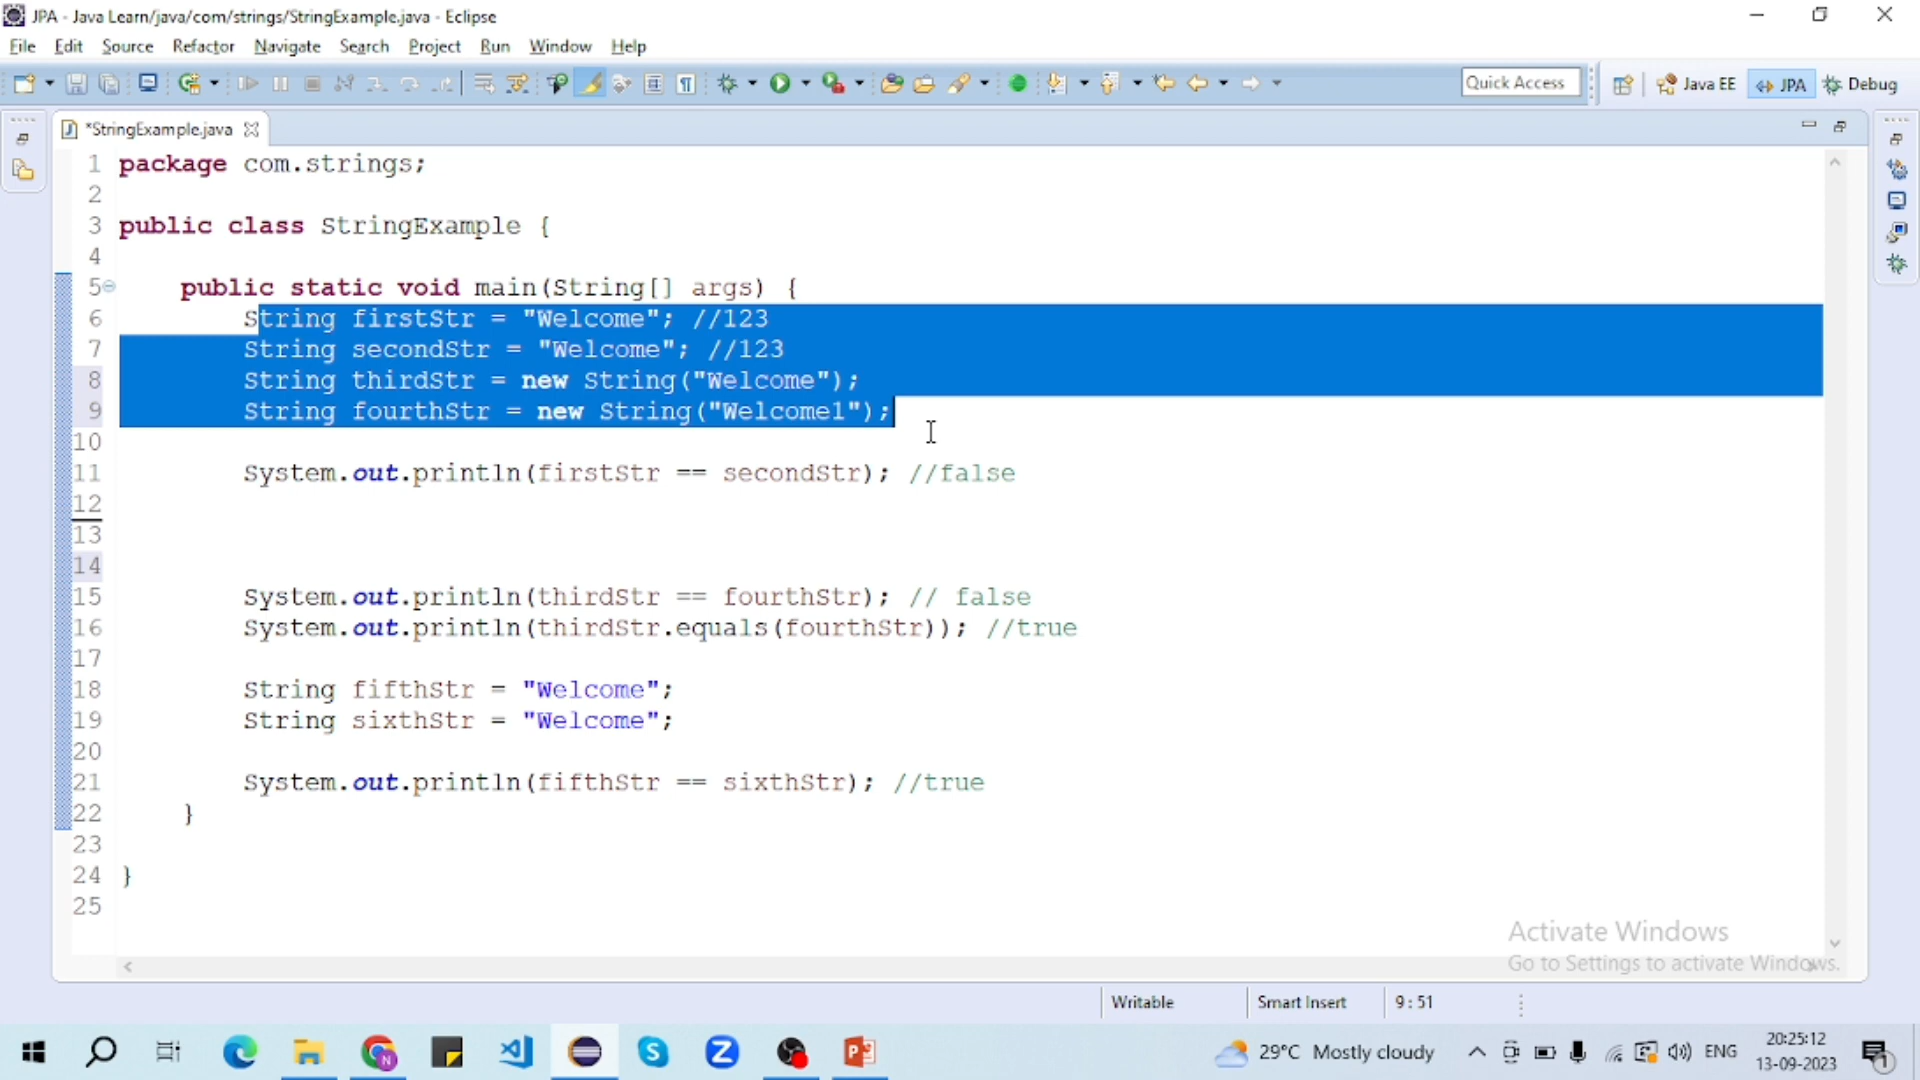 JPA - Java Learn/java/com/strings/StringExample.java - Eclipse
File Edit Source Refactor Navigate Search Project Run Window Help
Quick Access Java EE JPA Debug
*StringExample.java
1 package com.strings;
2
3 public class StringExample {
4
5 public static void main(String[] args) {
6 String firstStr = "Welcome"; //123
7 String secondStr = "Welcome"; //123
8 String thirdStr = new String("Welcome");
9 String fourthStr = new String("Welcome1");
10
11 System.out.println(firstStr == secondStr); //false
12
13
14
15 System.out.println(thirdStr == fourthStr); // false
16 System.out.println(thirdStr.equals(fourthStr)); //true
17
18 String fifthStr = "Welcome";
19 String sixthStr = "Welcome";
20
21 System.out.println(fifthStr == sixthStr); //true
22 }
23
24 }
25
Activate Windows
Go to Settings to activate Windows.
Writable Smart Insert 9 : 51
29°C Mostly cloudy ENG 20:25:12
13-09-2023
1